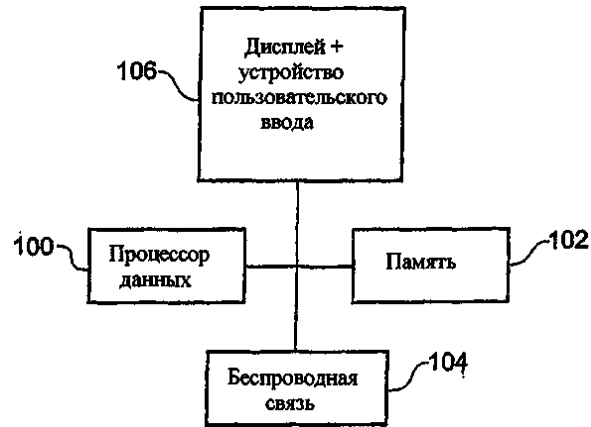 106
Дисплей +
устройство
пользовательского
ввода
100
Процессор
данных
Память
102
Беспроводная
связь
104